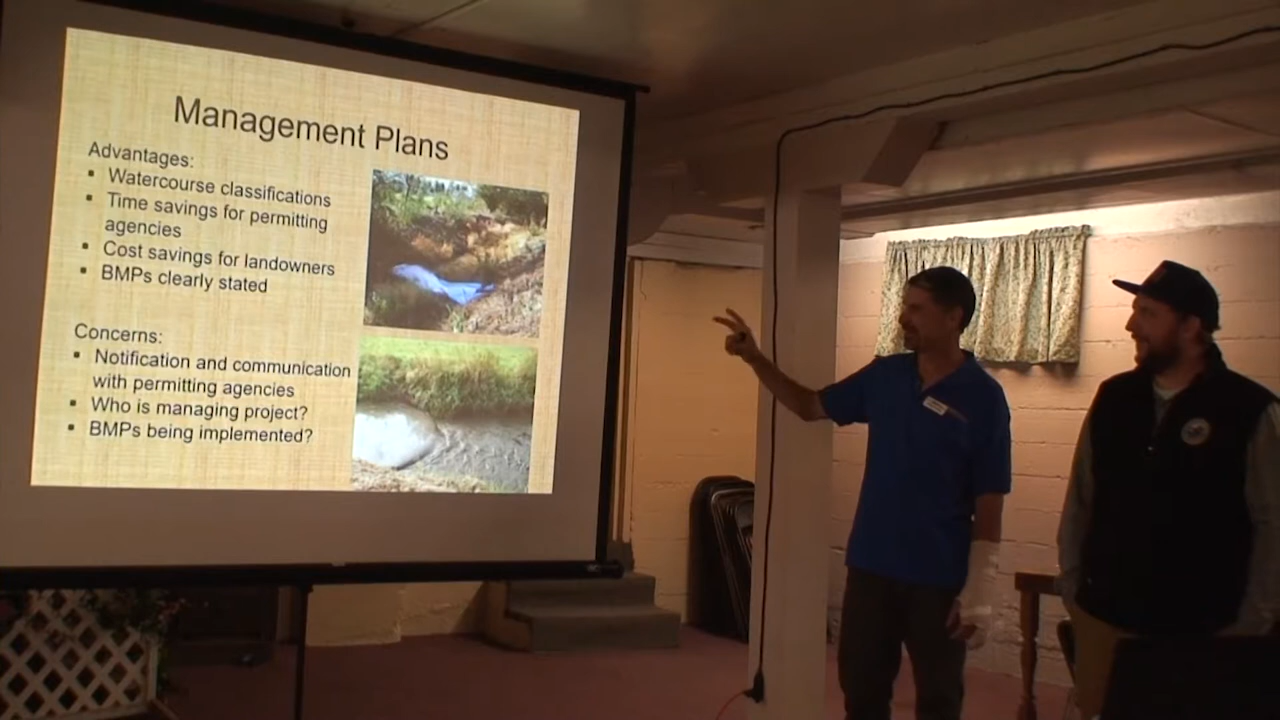 Management Plans
Advantages:
▪ Watercourse classifications
▪ Time savings for permitting
agencies
▪ Cost savings for landowners
▪ BMPs clearly stated
Concerns:
▪ Notification and communication
with permitting agencies
▪ Who is managing project?
▪ BMPs being implemented?